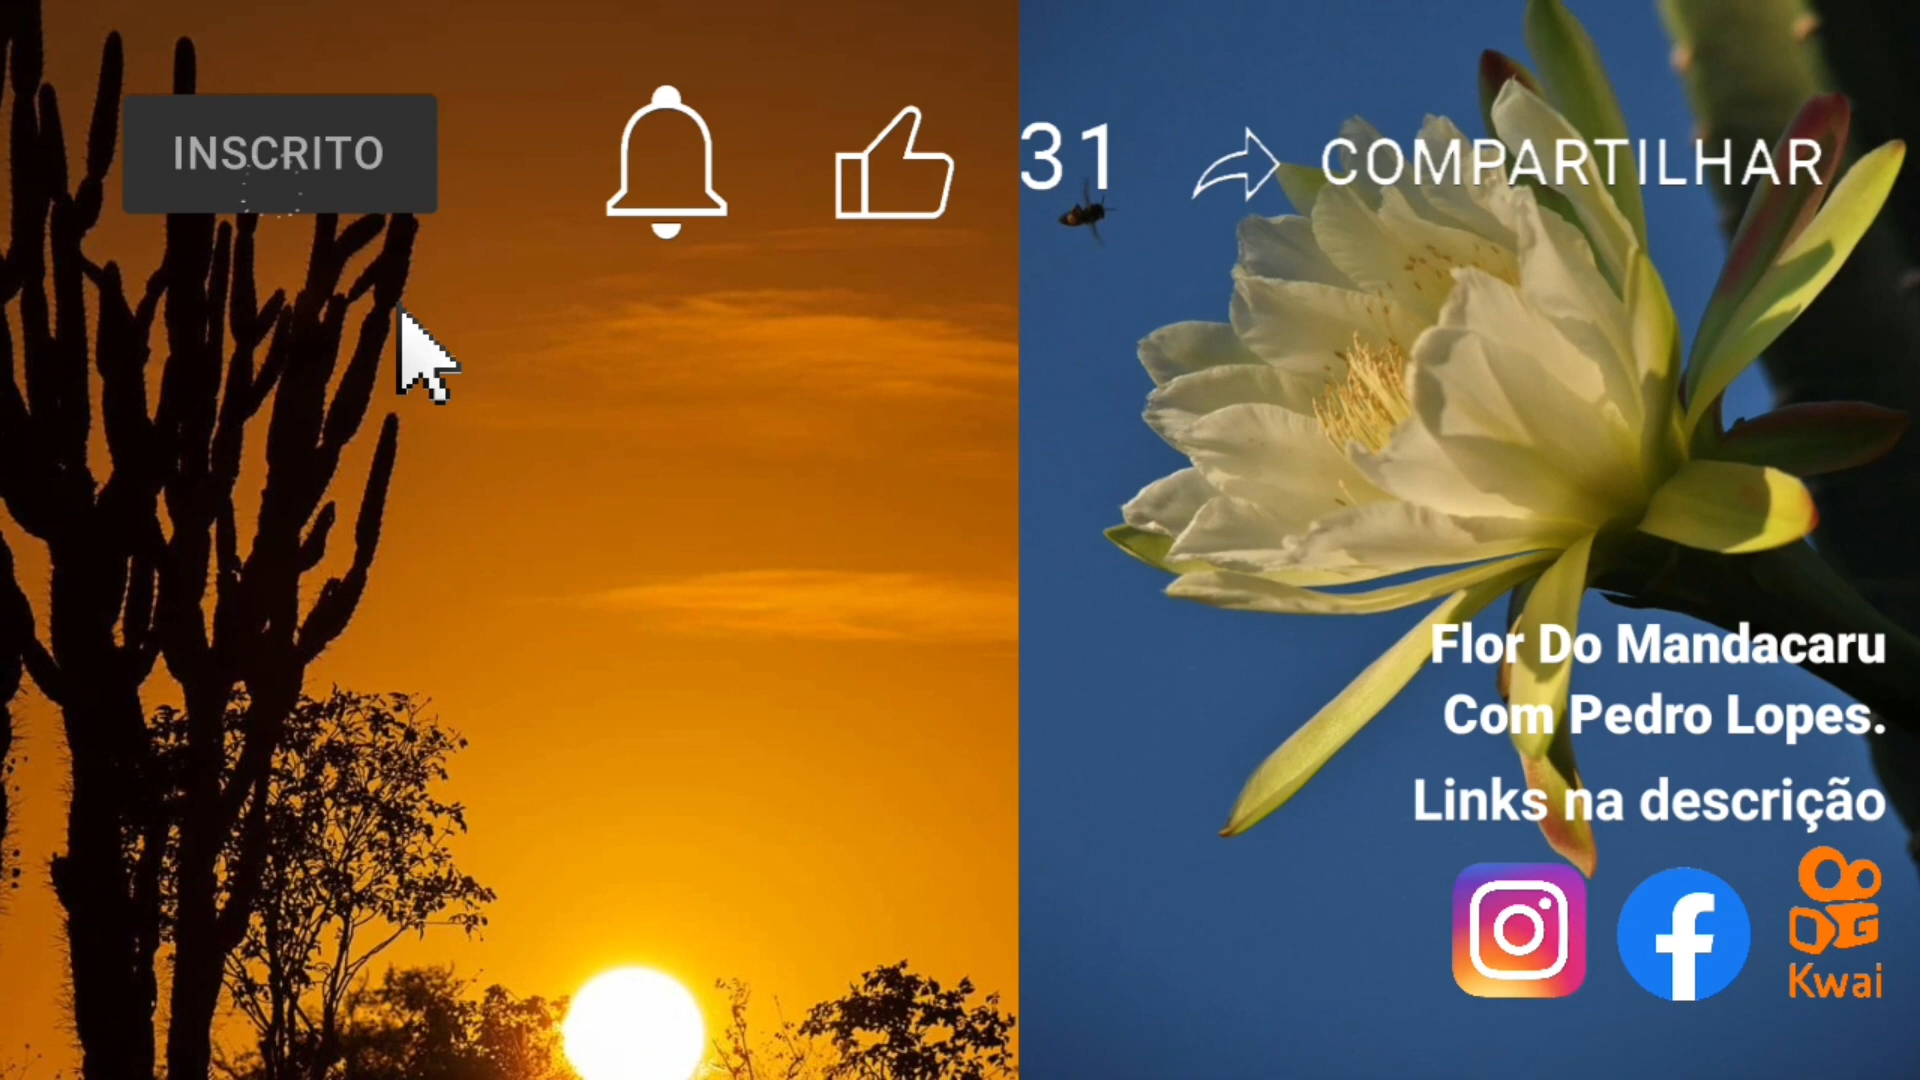 INSCRITO
31
COMPARTILHAR
Flor Do Mandacaru
Com Pedro Lopes.
Links na descrição
Kwai